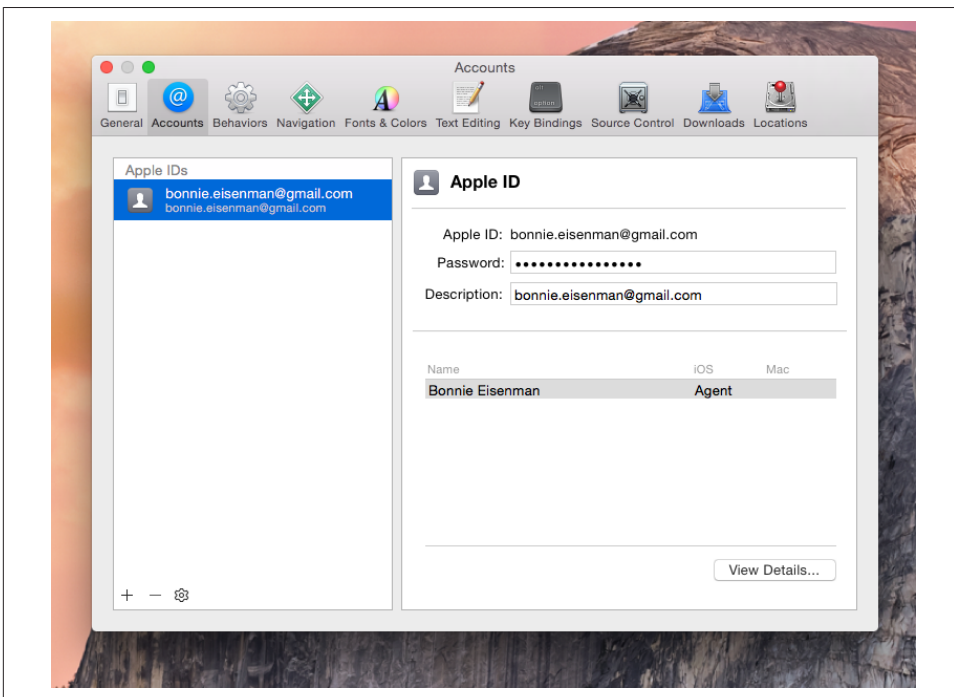 Accounts
General Accounts Behaviors Navigation Fonts & Colors Text Editing Key Bindings Source Control Downloads Locations
Apple IDs
bonnie.eisenman@gmail.com
bonnie.eisenman@gmail.com
Apple ID
Apple ID: bonnie.eisenman@gmail.com
Password: ••••••••••••••••
Description: bonnie.eisenman@gmail.com
Name iOS Mac
Bonnie Eisenman Agent
View Details...